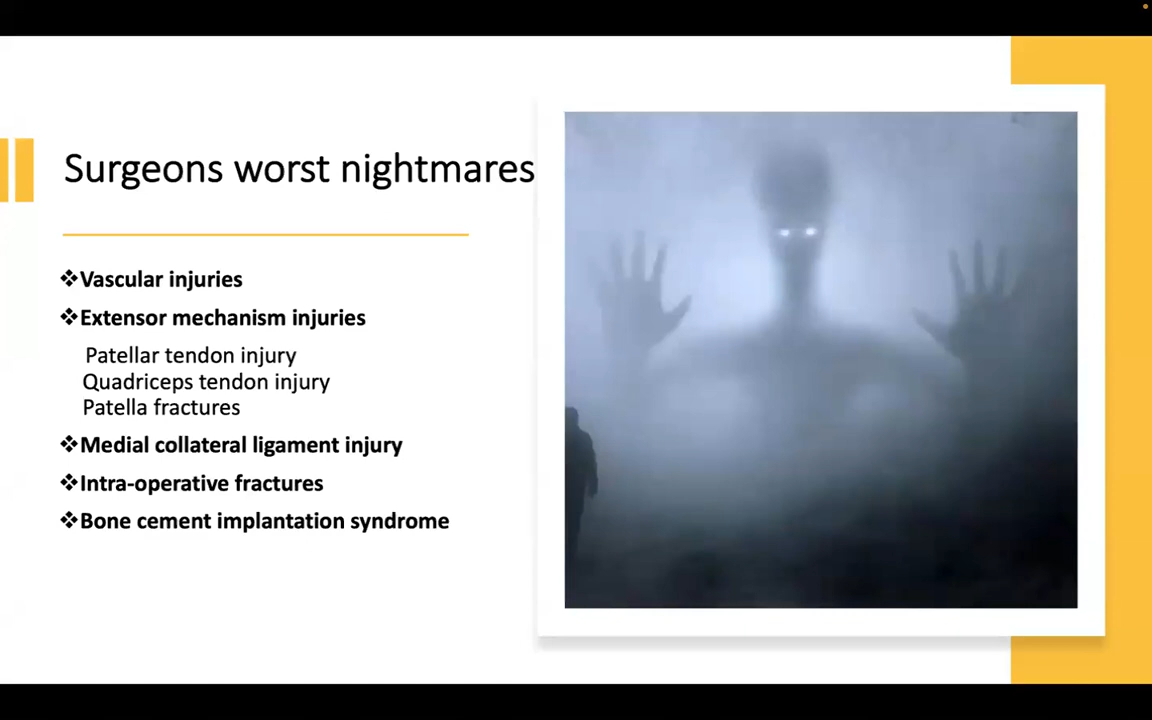 Surgeons worst nightmares
❖Vascular injuries
❖Extensor mechanism injuries
Patellar tendon injury
Quadriceps tendon injury
Patella fractures
❖Medial collateral ligament injury
❖Intra-operative fractures
❖Bone cement implantation syndrome